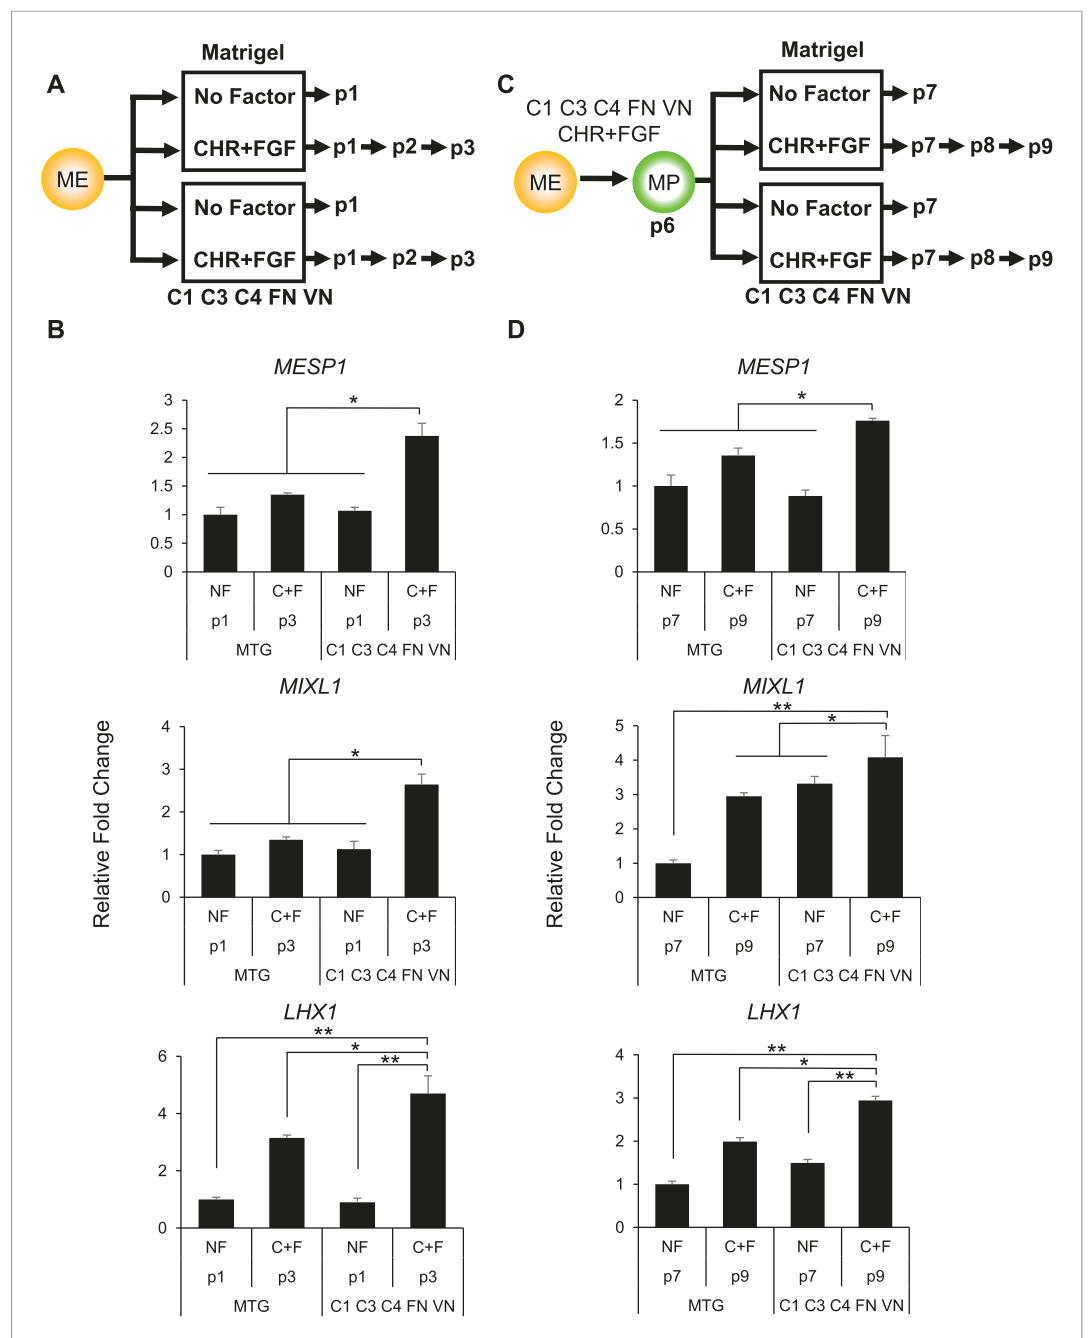 A
Matrigel
No Factor
p1
CHR+FGF
p1
p2
p3
ME
No Factor
p1
CHR+FGF
p1
p2
p3
C1 C3 C4 FN VN
C
Matrigel
C1 C3 C4 FN VN
CHR+FGF
No Factor
p7
CHR+FGF
p7
p8
p9
ME
MP
p6
No Factor
p7
CHR+FGF
p7
p8
p9
C1 C3 C4 FN VN
B
MESP1
3
2.5
2
1.5
1
0.5
0
*
NF
C+F
NF
C+F
p1
p3
p1
p3
MTG
C1 C3 C4 FN VN
MIXL1
Relative Fold Change
4
3
2
1
0
*
NF
C+F
NF
C+F
p1
p3
p1
p3
MTG
C1 C3 C4 FN VN
LHX1
6
4
2
0
**
*
**
NF
C+F
NF
C+F
p1
p3
p1
p3
MTG
C1 C3 C4 FN VN
D
MESP1
2
1.5
1
0.5
0
*
NF
C+F
NF
C+F
p7
p9
p7
p9
MTG
C1 C3 C4 FN VN
MIXL1
Relative Fold Change
5
4
3
2
1
0
**
*
NF
C+F
NF
C+F
p7
p9
p7
p9
MTG
C1 C3 C4 FN VN
LHX1
4
3
2
1
0
**
*
**
NF
C+F
NF
C+F
p7
p9
p7
p9
MTG
C1 C3 C4 FN VN